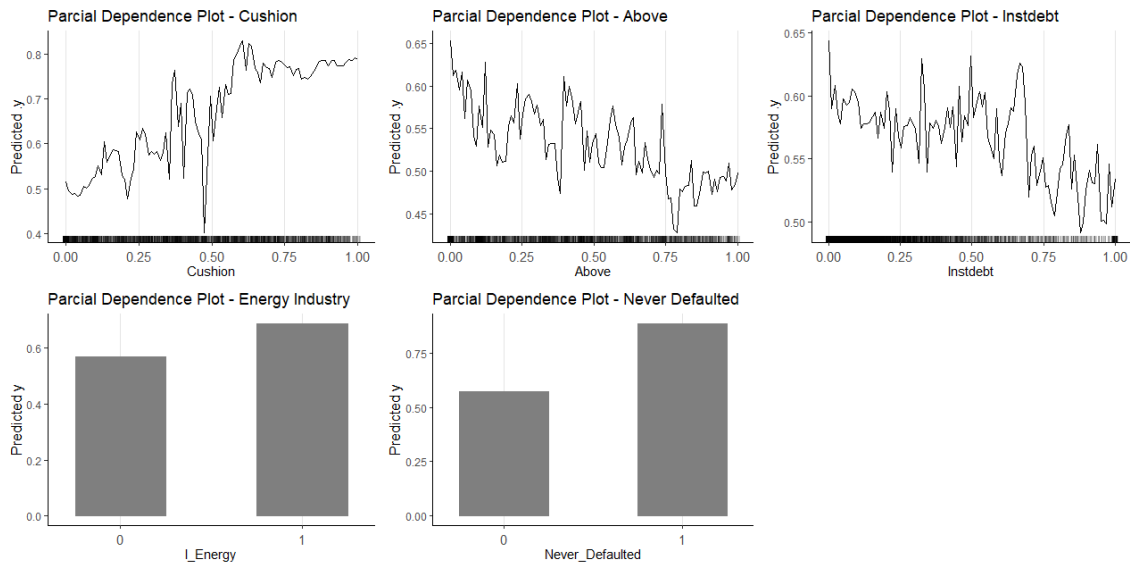 Parcial Dependence Plot - Cushion
Predicted .y
0.8
0.7
0.6
0.5
0.4
0.00 0.25 0.50 0.75 1.00
Cushion
Parcial Dependence Plot - Above
Predicted .y
0.65
0.60
0.55
0.50
0.45
0.00 0.25 0.50 0.75 1.00
Above
Parcial Dependence Plot - Instdebt
Predicted .y
0.65
0.60
0.55
0.50
0.00 0.25 0.50 0.75 1.00
Instdebt
Parcial Dependence Plot - Energy Industry
Predicted y
0.6
0.4
0.2
0.0
0 1
I_Energy
Parcial Dependence Plot - Never Defaulted
Predicted y
0.75
0.50
0.25
0.00
0 1
Never_Defaulted